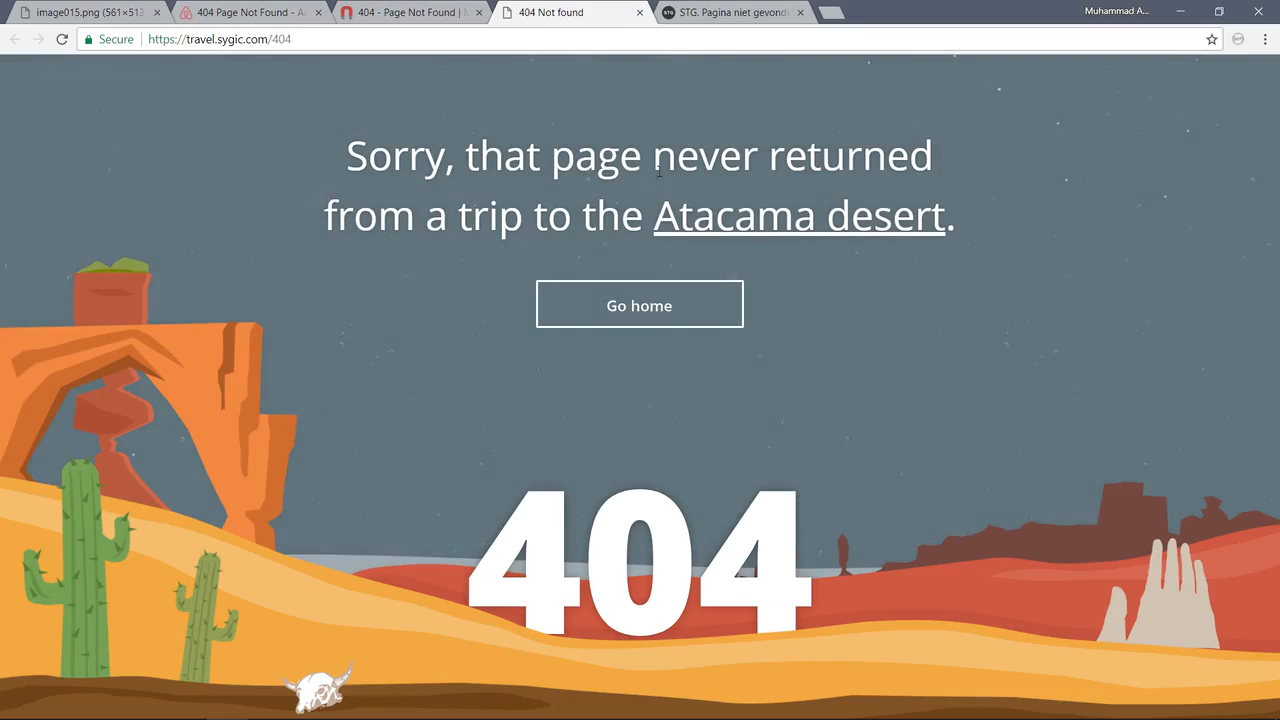 image015.png (561×513
404 Page Not Found - A
404 - Page Not Found |
404 Not found
STG. Pagina niet gevond
Muhammad A...
Secure
https://travel.sygic.com/404
Sorry, that page never returned
from a trip to the Atacama desert.
Go home
404